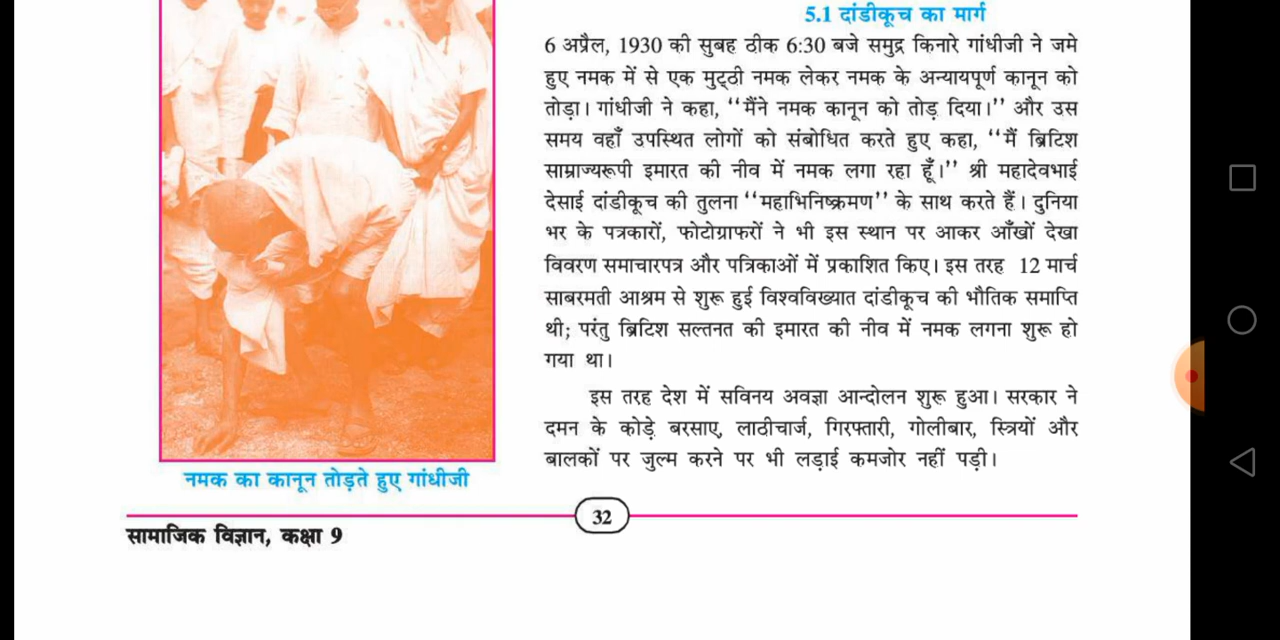 5.1 दांडीकूच का मार्ग
6 अप्रैल, 1930 की सुबह ठीक 6:30 बजे समुद्र किनारे गांधीजी ने जमे
हुए नमक में से एक मुट्ठी नमक लेकर नमक के अन्यायपूर्ण कानून को
तोड़ा। गांधीजी ने कहा, ‘‘मैंने नमक कानून को तोड़ दिया।’’ और उस
समय वहाँ उपस्थित लोगों को संबोधित करते हुए कहा, ‘‘मैं ब्रिटिश
साम्राज्यरूपी इमारत की नीव में नमक लगा रहा हूँ।’’ श्री महादेवभाई
देसाई दांडीकूच की तुलना ‘‘महाभिनिष्क्रमण’’ के साथ करते हैं। दुनिया
भर के पत्रकारों, फोटोग्राफरों ने भी इस स्थान पर आकर आँखों देखा
विवरण समाचारपत्र और पत्रिकाओं में प्रकाशित किए। इस तरह 12 मार्च
साबरमती आश्रम से शुरू हुई विश्वविख्यात दांडीकूच की भौतिक समाप्ति
थी; परंतु ब्रिटिश सल्तनत की इमारत की नीव में नमक लगना शुरू हो
गया था।
इस तरह देश में सविनय अवज्ञा आन्दोलन शुरू हुआ। सरकार ने
दमन के कोड़े बरसाए, लाठीचार्ज, गिरफ्तारी, गोलीबार, स्त्रियों और
बालकों पर जुल्म करने पर भी लड़ाई कमजोर नहीं पड़ी।
नमक का कानून तोड़ते हुए गांधीजी
32
सामाजिक विज्ञान, कक्षा 9